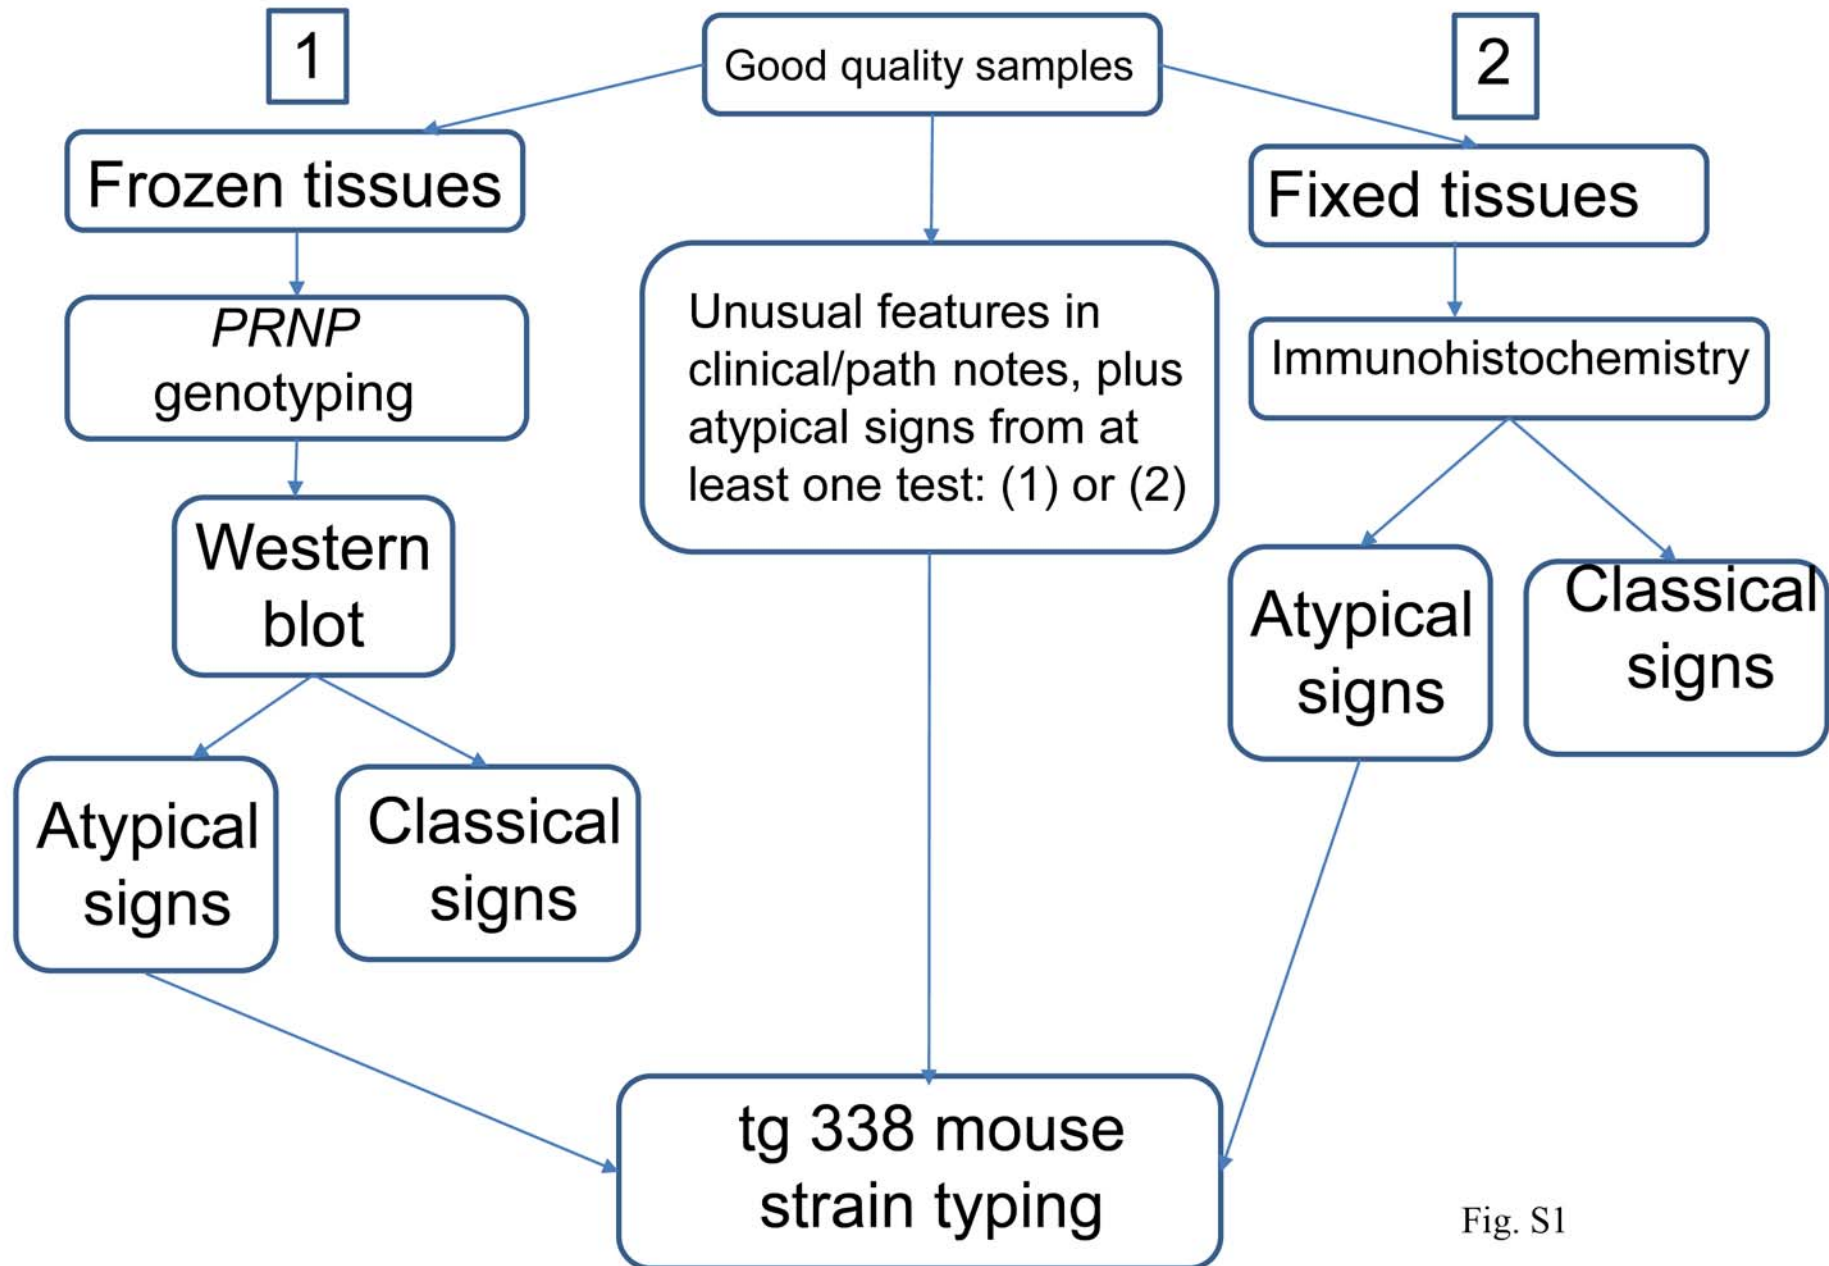 1
Good quality samples
2
Frozen tissues
Fixed tissues
PRNP
genotyping
Unusual features in
clinical/path notes, plus
atypical signs from at
least one test: (1) or (2)
Immunohistochemistry
Western
blot
Atypical
signs
Classical
signs
Atypical
signs
Classical
signs
tg 338 mouse
strain typing
Fig. S1